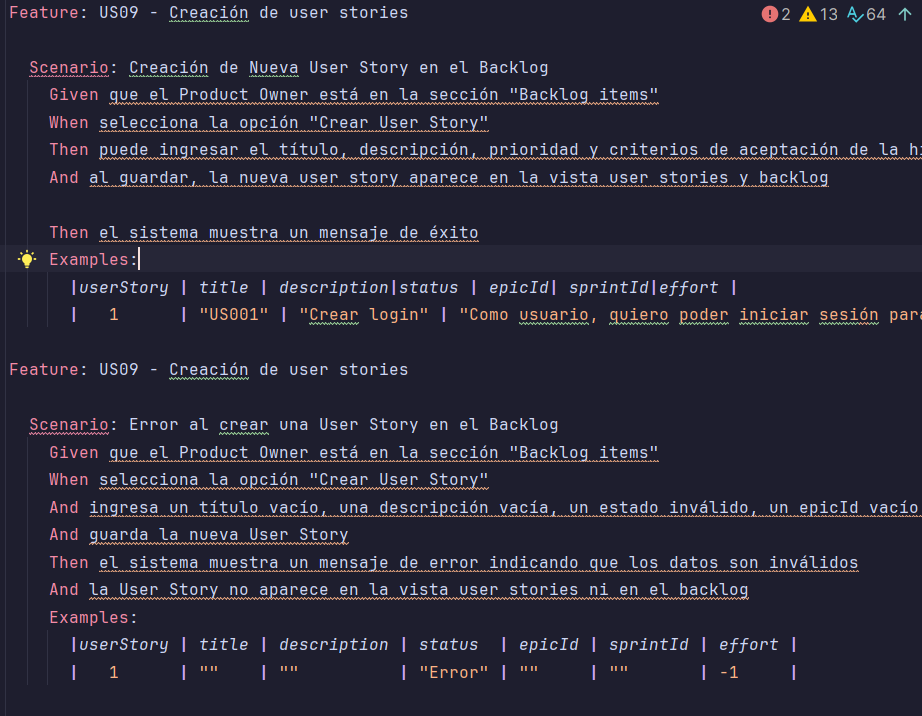 Feature: US09 - Creación de user stories
2 13 64
Scenario: Creación de Nueva User Story en el Backlog
Given que el Product Owner está en la sección "Backlog items"
When selecciona la opción "Crear User Story"
Then puede ingresar el título, descripción, prioridad y criterios de aceptación de la
And al guardar, la nueva user story aparece en la vista user stories y backlog
Then el sistema muestra un mensaje de éxito
Examples:
|userStory | title | description|status | epicId| sprintId|effort |
| 1 | "US001" | "Crear login" | "Como usuario, quiero poder iniciar sesión
Feature: US09 - Creación de user stories
Scenario: Error al crear una User Story en el Backlog
Given que el Product Owner está en la sección "Backlog items"
When selecciona la opción "Crear User Story"
And ingresa un título vacío, una descripción vacía, un estado inválido, un epicId vacío
And guarda la nueva User Story
Then el sistema muestra un mensaje de error indicando que los datos son inválidos
And la User Story no aparece en la vista user stories ni en el backlog
Examples:
|userStory | title | description | status | epicId | sprintId | effort |
| 1 | "" | "" | "Error" | "" | "" | -1 |